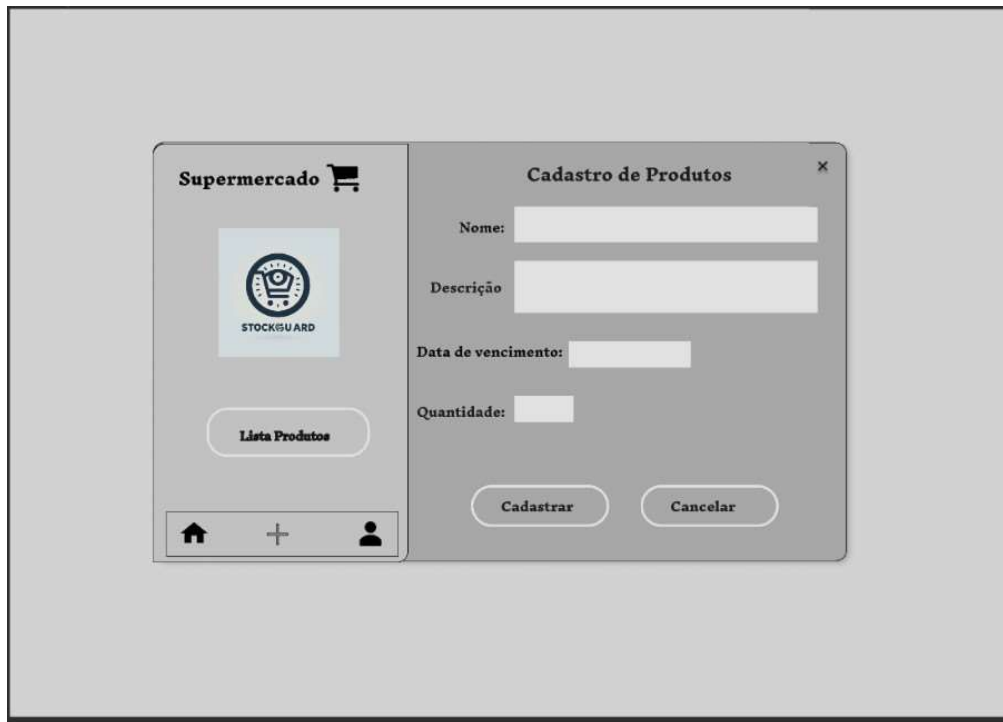 Supermercado
STOCKGUARD
Lista Produtos
Cadastro de Produtos
×
Nome:
Descrição
Data de vencimento:
Quantidade:
Cadastrar
Cancelar